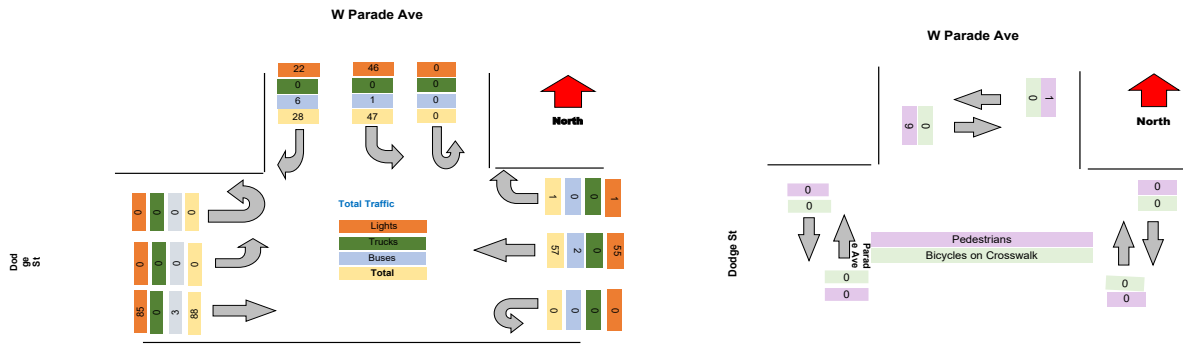 W Parade Ave
22 46 0
0 0 0
6 1 0
28 47 0
North
0 0 0 0
1 0 0 1
Total Traffic
Lights
Trucks
Buses
Total
0 0 0 0
57 2 0 55
Dod
ge
St
85 0 3 88
0 0 0 0
W Parade Ave
1
0
9 0
North
0
0
0
0
Dodge St
Parad
e Ave
Pedestrians
Bicycles on Crosswalk
0
0
0
0